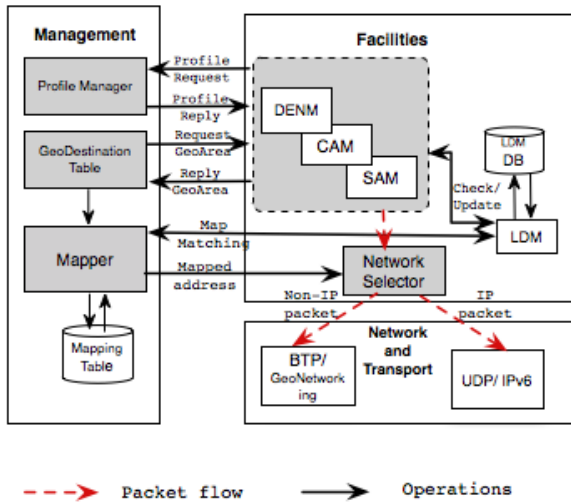 Management
Facilities
Profile Manager
Profile
Request
Profile
Reply
GeoDestination
Table
Request
GeoArea
Reply
GeoArea
DENM
CAM
SAM
LDM
DB
Check/
Update
LDM
Map
Matching
Mapper
Mapped
address
Network
Selector
Mapping
Table
Non-IP
packet
IP
packet
Network
and
Transport
BTP/
GeoNetwork
ing
UDP/ IPv6
Packet flow
Operations